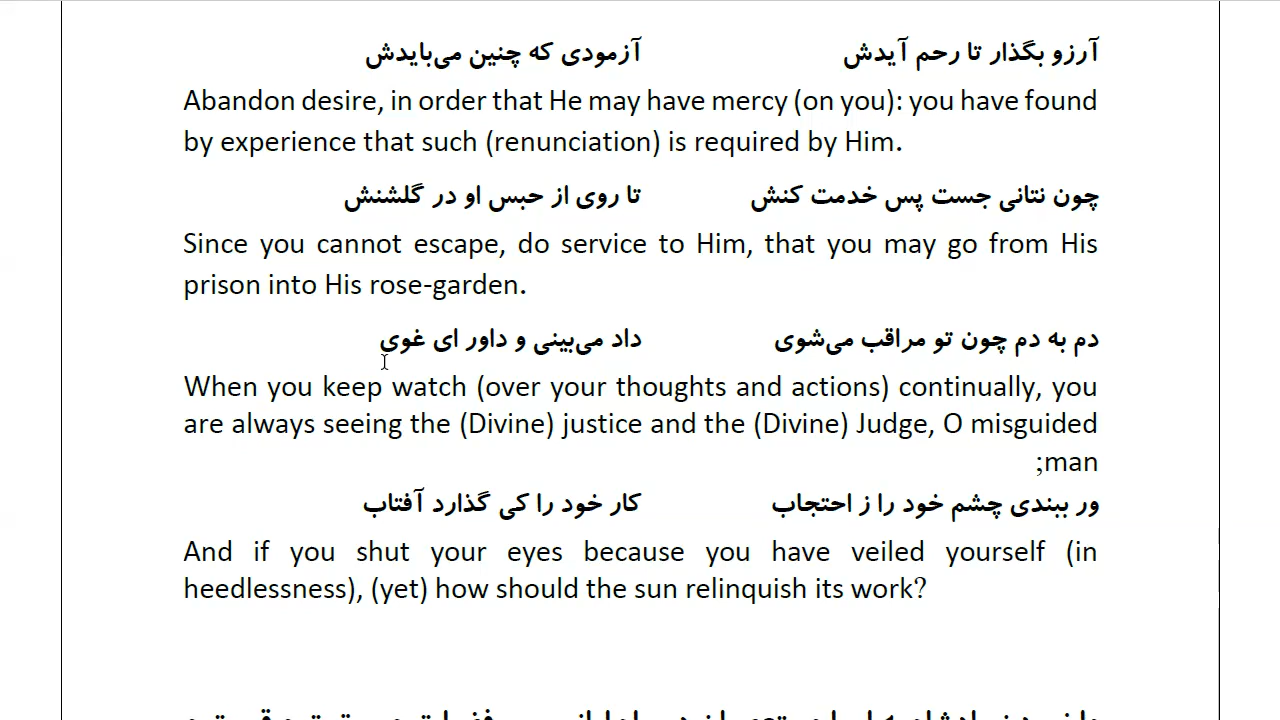 آرزو بگذار تا رحم آیدش آزمودی که چنین می‌بایدش
Abandon desire, in order that He may have mercy (on you): you have found
by experience that such (renunciation) is required by Him.
چون نتانی جست پس خدمت کنش تا روی از حبس او در گلشنش
Since you cannot escape, do service to Him, that you may go from His
prison into His rose-garden.
دم به دم چون تو مراقب می‌شوی داد می‌بینی و داور ای غوی
When you keep watch (over your thoughts and actions) continually, you
are always seeing the (Divine) justice and the (Divine) Judge, O misguided
;man
ور ببندی چشم خود را ز احتجاب کار خود را کی گذارد آفتاب
And if you shut your eyes because you have veiled yourself (in
heedlessness), (yet) how should the sun relinquish its work?